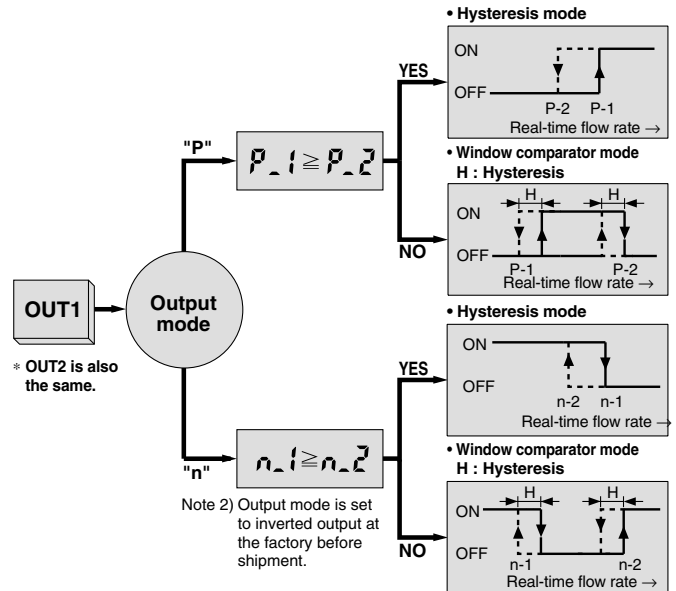 OUT1
∗ OUT2 is also
the same.
Output
mode
"P"
P_1 ≧ P_2
YES
NO
• Hysteresis mode
ON
OFF
P-2 P-1
Real-time flow rate →
• Window comparator mode
H : Hysteresis
H H
ON
OFF
P-1 P-2
Real-time flow rate →
"n"
n_1 ≧ n_2
Note 2) Output mode is set
to inverted output at
the factory before
shipment.
YES
NO
• Hysteresis mode
ON
OFF
n-2 n-1
Real-time flow rate →
• Window comparator mode
H : Hysteresis
H H
ON
OFF
n-1 n-2
Real-time flow rate →